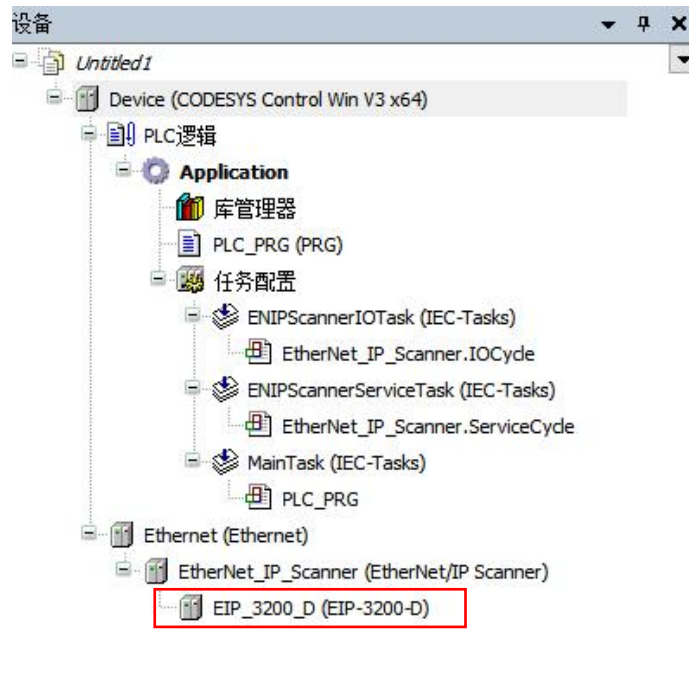 设备
Untitled1
Device (CODESYS Control Win V3 x64)
PLC逻辑
Application
库管理器
PLC_PRG (PRG)
任务配置
ENIPScannerIOTask (IEC-Tasks)
EtherNet_IP_Scanner.IOCycle
ENIPScannerServiceTask (IEC-Tasks)
EtherNet_IP_Scanner.ServiceCycle
MainTask (IEC-Tasks)
PLC_PRG
Ethernet (Ethernet)
EtherNet_IP_Scanner (EtherNet/IP Scanner)
EIP_3200_D (EIP-3200-D)